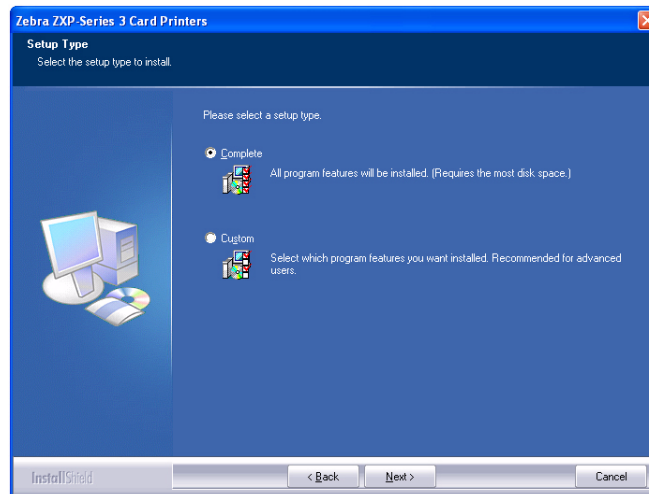 Zebra ZXP-Series 3 Card Printers
Setup Type
Select the setup type to install.
Please select a setup type.
Complete
All program features will be installed. (Requires the most disk space.)
Custom
Select which program features you want installed. Recommended for advanced
users.
InstallShield
< Back
Next >
Cancel